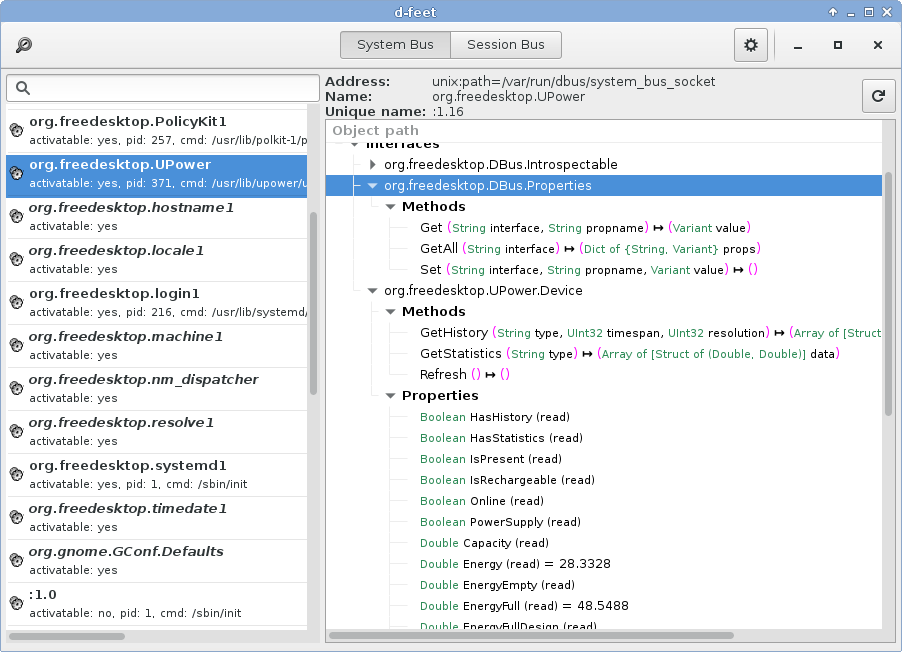 d-feet
System Bus
Session Bus
Address: unix:path=/var/run/dbus/system_bus_socket
Name: org.freedesktop.UPower
Unique name: :1.16
org.freedesktop.PolicyKit1
activatable: yes, pid: 257, cmd: /usr/lib/polkit-1/p
org.freedesktop.UPower
activatable: yes, pid: 371, cmd: /usr/lib/upower/u
org.freedesktop.hostname1
activatable: yes
org.freedesktop.locale1
activatable: yes
org.freedesktop.login1
activatable: yes, pid: 216, cmd: /usr/lib/systemd/
org.freedesktop.machine1
activatable: yes
org.freedesktop.nm_dispatcher
activatable: yes
org.freedesktop.resolve1
activatable: yes
org.freedesktop.systemd1
activatable: yes, pid: 1, cmd: /sbin/init
org.freedesktop.timedate1
activatable: yes
org.gnome.GConf.Defaults
activatable: yes
:1.0
activatable: no, pid: 1, cmd: /sbin/init
Object path
Interfaces
org.freedesktop.DBus.Introspectable
org.freedesktop.DBus.Properties
Methods
Get (String interface, String propname) ↦ (Variant value)
GetAll (String interface) ↦ (Dict of {String, Variant} props)
Set (String interface, String propname, Variant value) ↦ ()
org.freedesktop.UPower.Device
Methods
GetHistory (String type, UInt32 timespan, UInt32 resolution) ↦ (Array of [Struct
GetStatistics (String type) ↦ (Array of [Struct of (Double, Double)] data)
Refresh () ↦ ()
Properties
Boolean HasHistory (read)
Boolean HasStatistics (read)
Boolean IsPresent (read)
Boolean IsRechargeable (read)
Boolean Online (read)
Boolean PowerSupply (read)
Double Capacity (read)
Double Energy (read) = 28.3328
Double EnergyEmpty (read)
Double EnergyFull (read) = 48.5488
Double EnergyFullDesign (read)